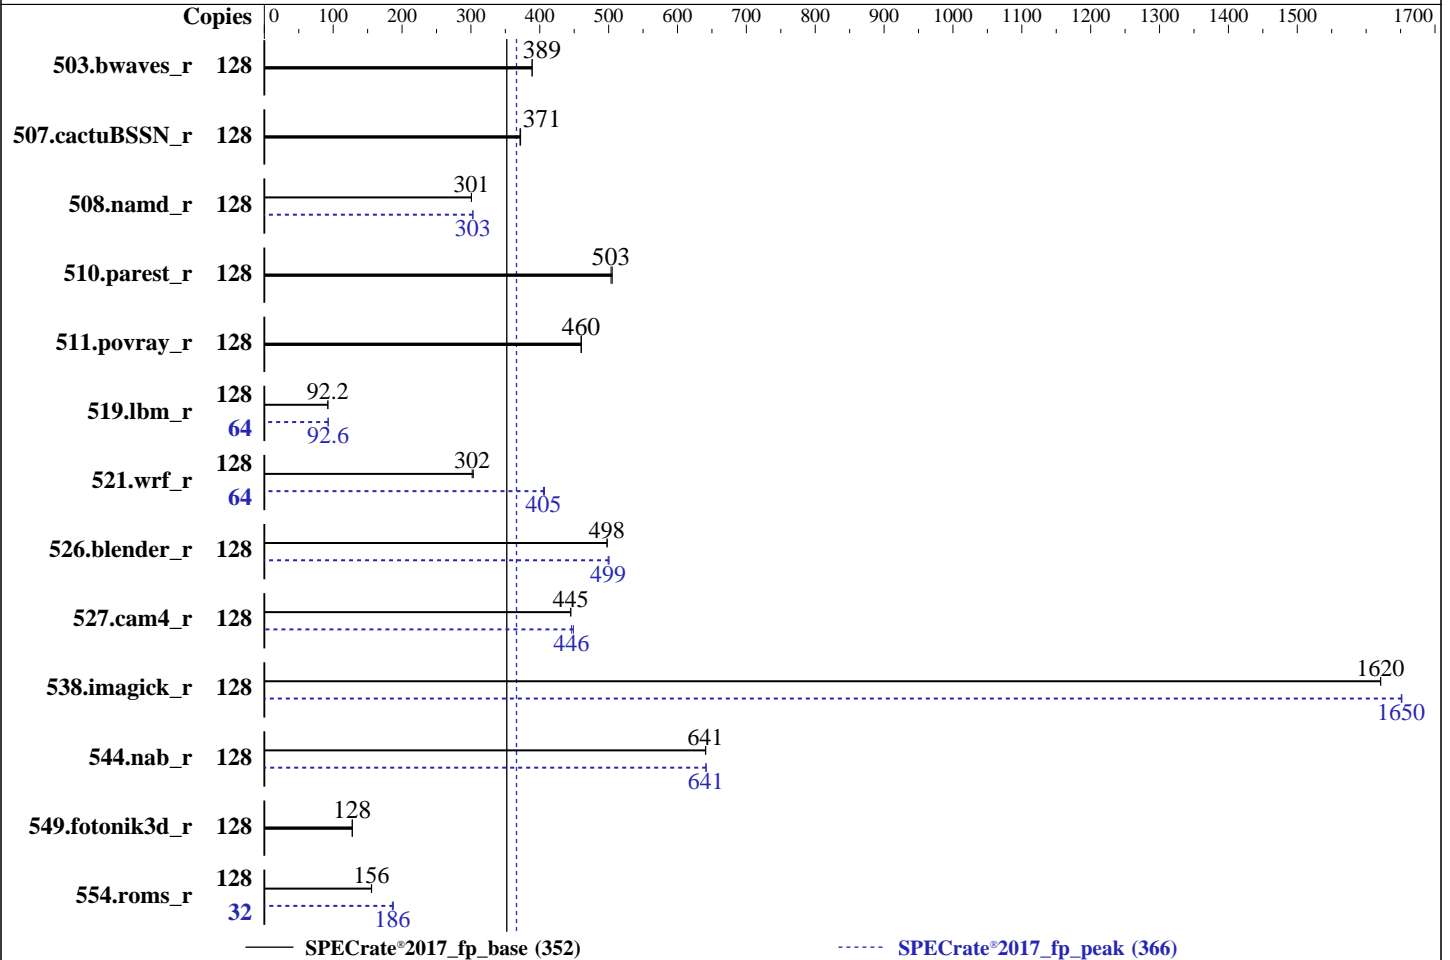 Copies 0 100 200 300 400 500 600 700 800 900 1000 1100 1200 1300 1400 1500 1700
503.bwaves_r 128 389
507.cactuBSSN_r 128 371
508.namd_r 128 301
303
510.parest_r 128 503
511.povray_r 128 460
519.lbm_r 128 92.2
64 92.6
521.wrf_r 128 302
64 405
526.blender_r 128 498
499
527.cam4_r 128 445
446
538.imagick_r 128 1620
1650
544.nab_r 128 641
641
549.fotonik3d_r 128 128
554.roms_r 128 156
32 186
SPECrate®2017_fp_base (352) SPECrate®2017_fp_peak (366)